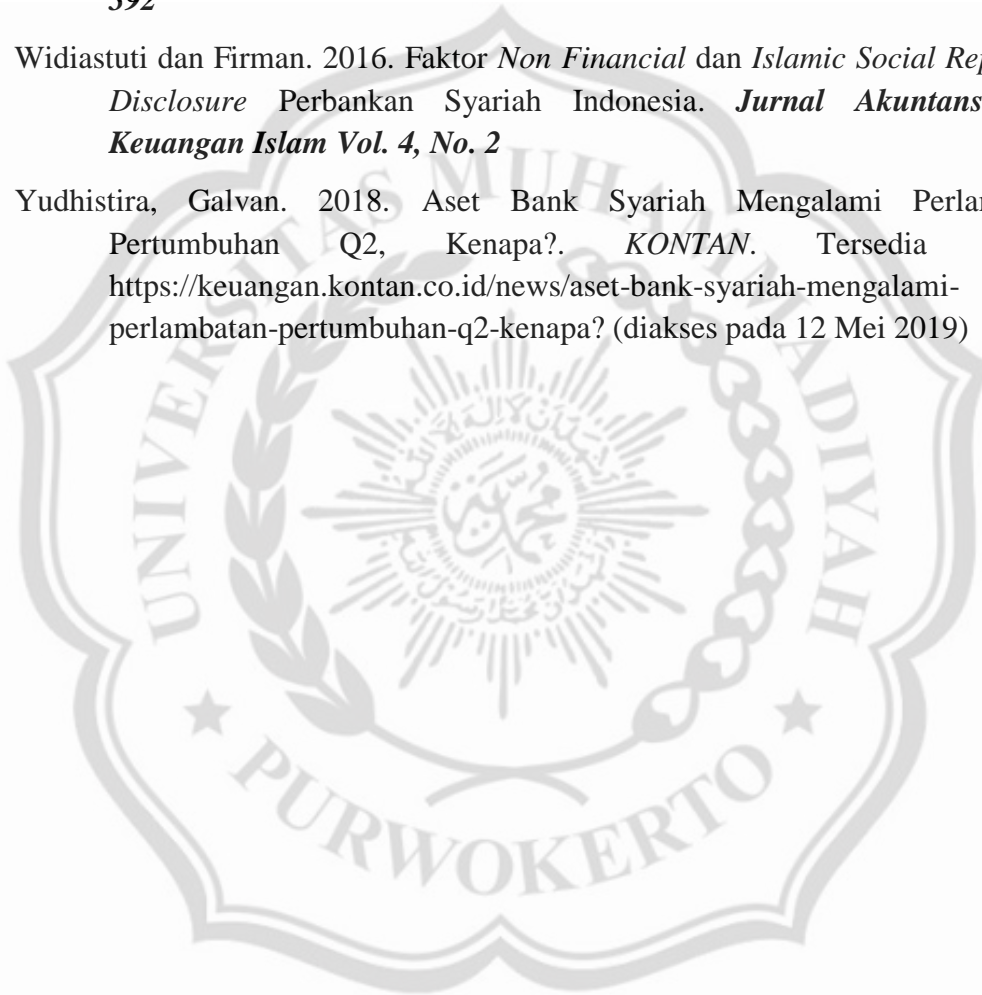 592
Widiastuti dan Firman. 2016. Faktor Non Financial dan Islamic Social Rep
Disclosure Perbankan Syariah Indonesia. Jurnal Akuntans
Keuangan Islam Vol. 4, No. 2
Yudhistira, Galvan. 2018. Aset Bank Syariah Mengalami Perla
Pertumbuhan Q2, Kenapa?. KONTAN. Tersedia
https://keuangan.kontan.co.id/news/aset-bank-syariah-mengalami-
perlambatan-pertumbuhan-q2-kenapa? (diakses pada 12 Mei 2019)
UNIVERSITAS MUHAMMADIYAH
PURWOKERTO